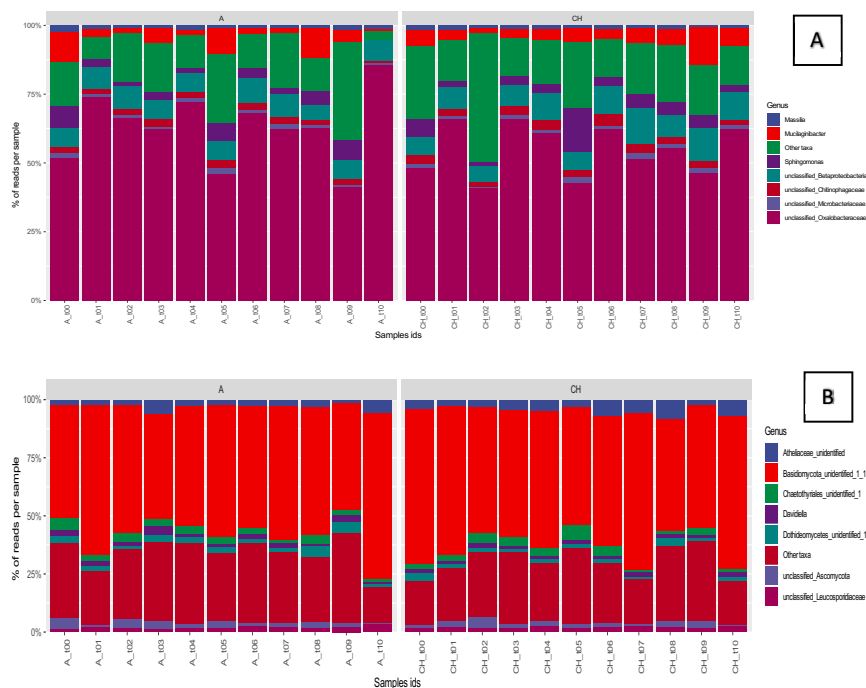 A
CH
A
100%
75%
50%
25%
0%
% of reads per sample
A_t00
A_t01
A_t02
A_t03
A_t04
A_t05
A_t06
A_t07
A_t08
A_t09
A_t10
CH_t00
CH_t01
CH_t02
CH_t03
CH_t04
CH_t05
CH_t06
CH_t07
CH_t08
CH_t09
CH_t10
Samples ids
Genus
Massilia
Mucilaginibacter
Other taxa
Sphingomonas
unclassified_Betaproteobacteria
unclassified_Chitinophagaceae
unclassified_Microbacteriaceae
unclassified_Oxalobacteraceae
A
CH
B
100%
75%
50%
25%
0%
% of reads per sample
A_t00
A_t01
A_t02
A_t03
A_t04
A_t05
A_t06
A_t07
A_t08
A_t09
A_t10
CH_t00
CH_t01
CH_t02
CH_t03
CH_t04
CH_t05
CH_t06
CH_t07
CH_t08
CH_t09
CH_t10
Samples ids
Genus
Atheliaceae_unidentified
Basidiomycota_unidentified_1_1
Chaetothyriales_unidentified_1
Davidiella
Dothideomycetes_unidentified_1
Other taxa
unclassified_Ascomycota
unclassified_Leucosporidiaceae